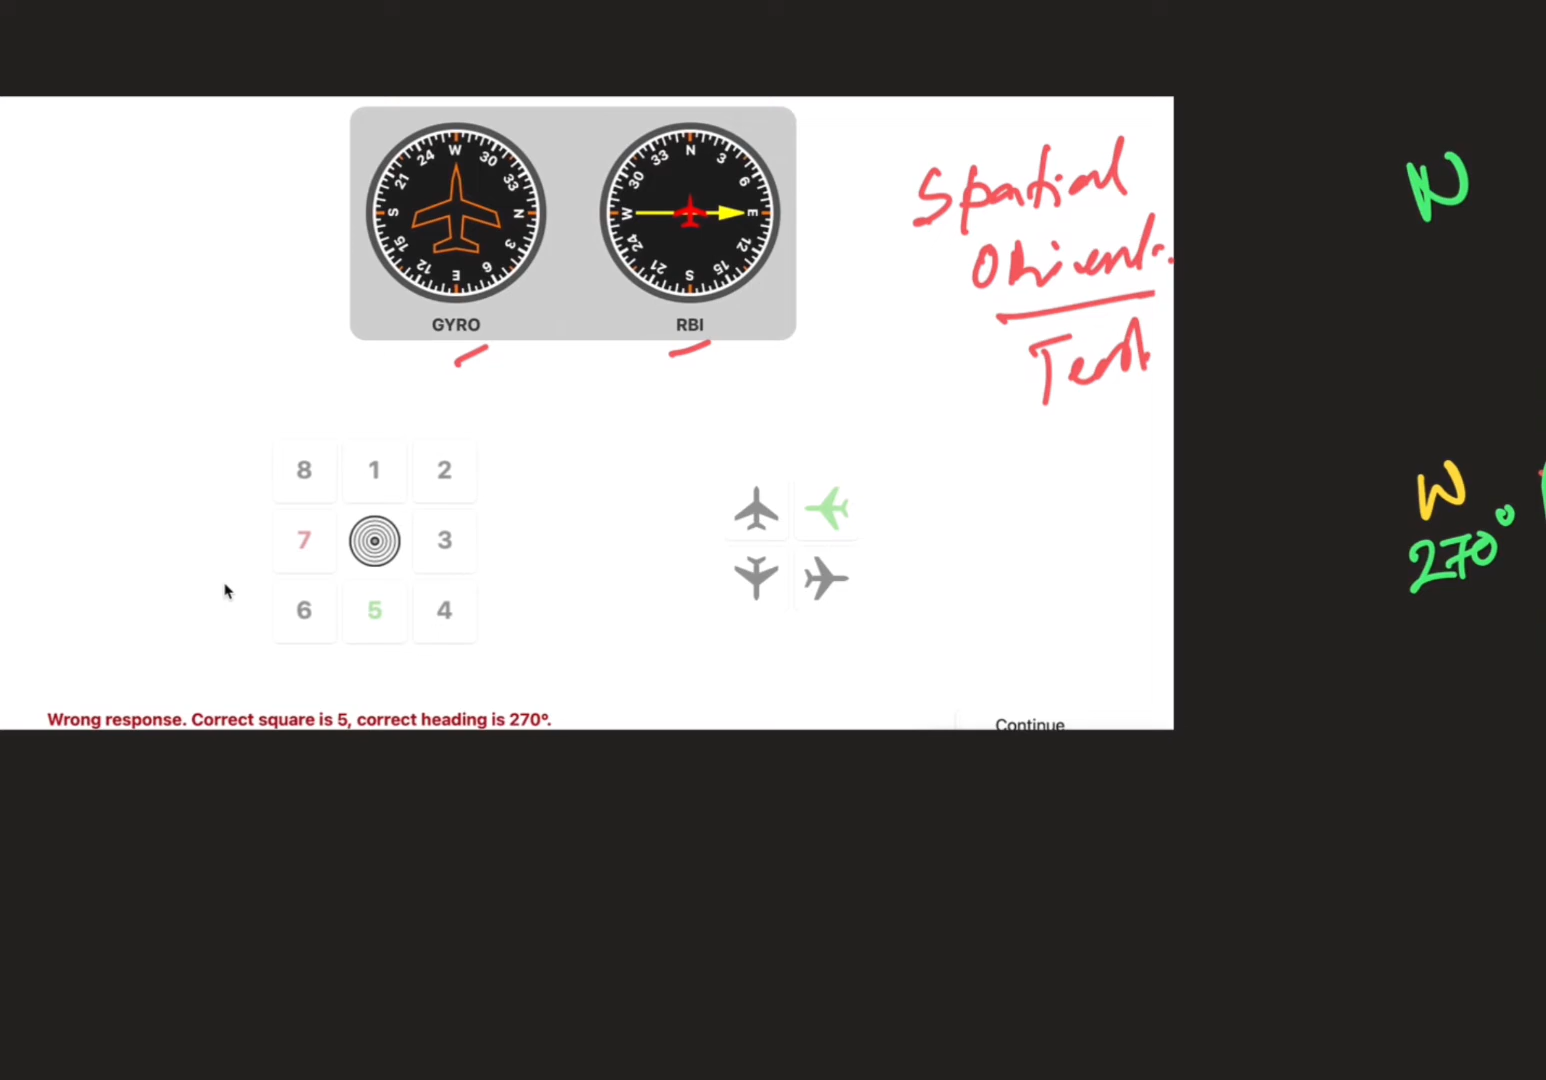 W
24
30
21
33
S
N
15
3
12
6
E
GYRO
N
33
3
30
6
W
E
24
12
21
15
S
RBI
Spatial
Orient.
Test
N
W
270°
8 1 2
7 3
6 5 4
Wrong response. Correct square is 5, correct heading is 270º.
Continue